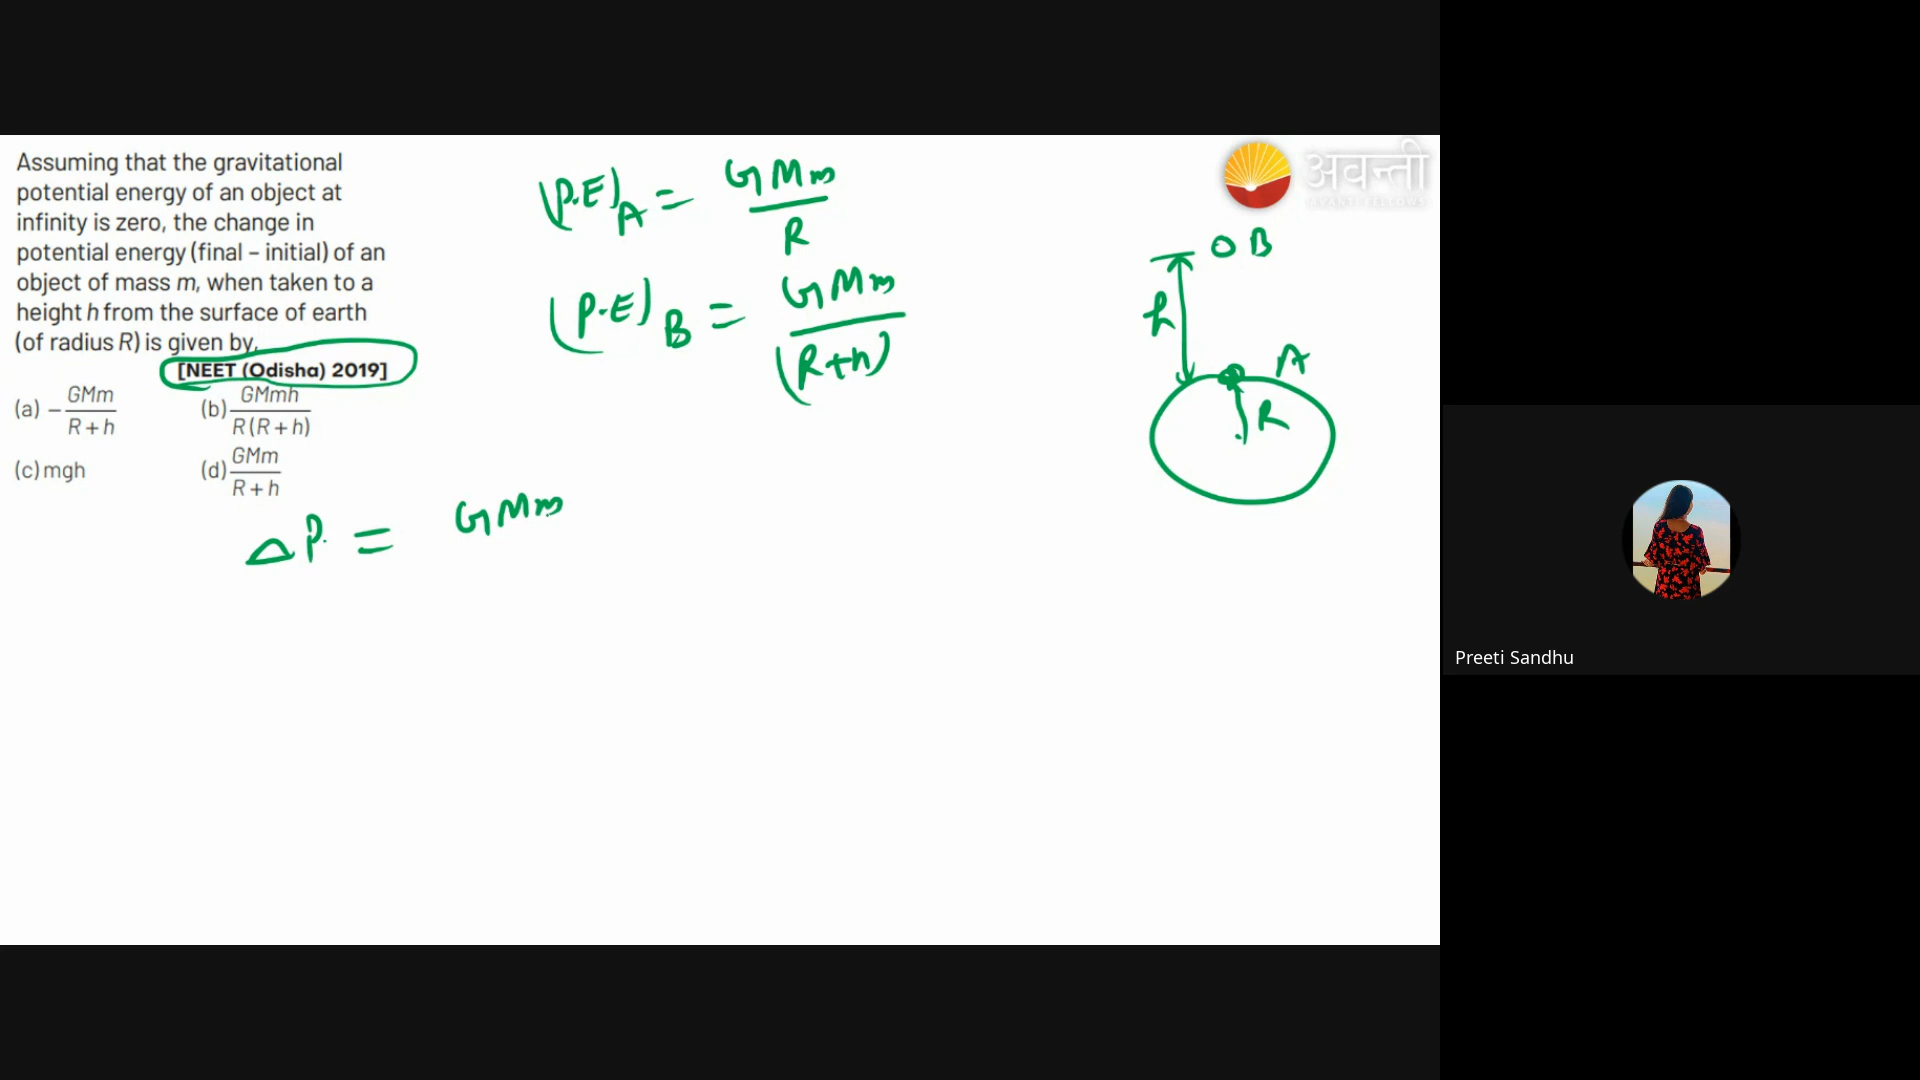 Assuming that the gravitational
potential energy of an object at
infinity is zero, the change in
potential energy (final – initial) of an
object of mass m, when taken to a
height h from the surface of earth
(of radius R) is given by,
[NEET (Odisha) 2019]
(a) – GMm / R + h (b) GMmh / R (R + h)
(c) mgh (d) GMm / R + h
(P.E)A = GMm / R
(P.E)B = GMm / (R+h)
ΔP. = GMm
अवन्ती
AVANTI FELLOWS
B
h
A
R
Preeti Sandhu